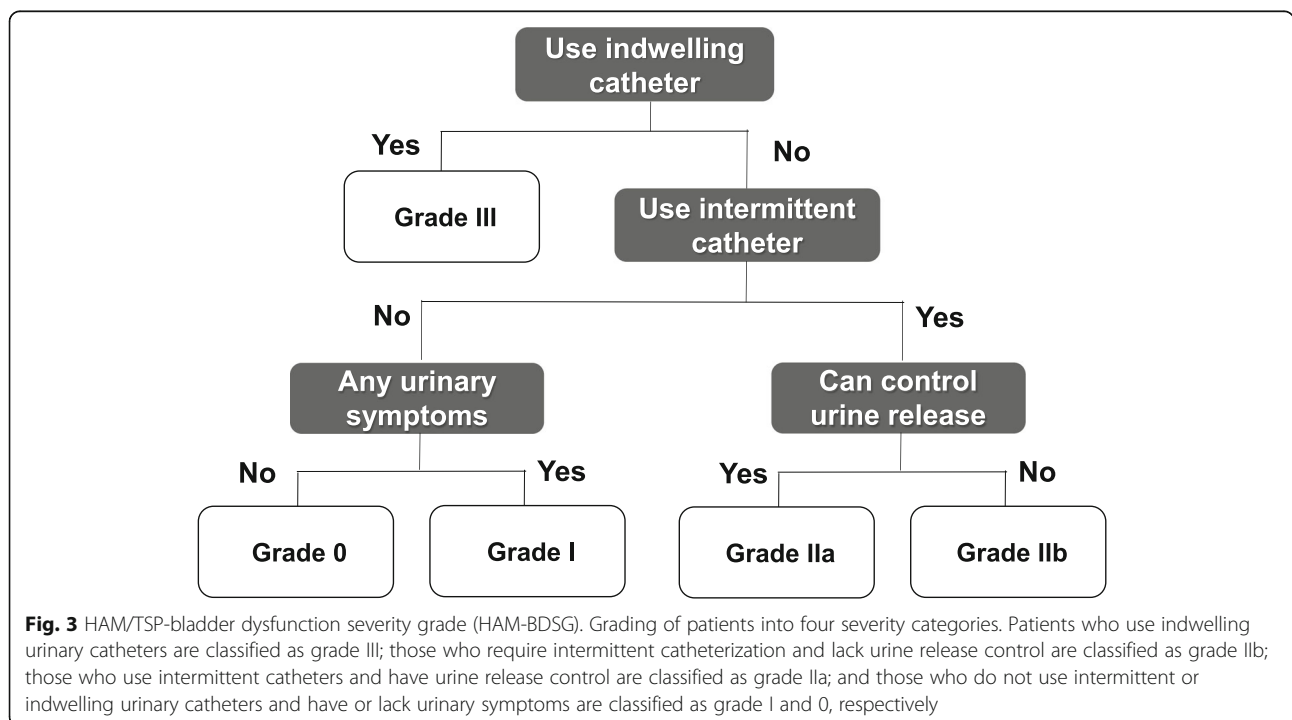 Use indwelling
catheter
Yes
No
Grade III
Use intermittent
catheter
No
Yes
Any urinary
symptoms
Can control
urine release
No
Yes
Yes
No
Grade 0
Grade I
Grade IIa
Grade IIb
Fig. 3 HAM/TSP-bladder dysfunction severity grade (HAM-BDSG). Grading of patients into four severity categories. Patients who use indwelling
urinary catheters are classified as grade III; those who require intermittent catheterization and lack urine release control are classified as grade IIb;
those who use intermittent catheters and have urine release control are classified as grade IIa; and those who do not use intermittent or
indwelling urinary catheters and have or lack urinary symptoms are classified as grade I and 0, respectively